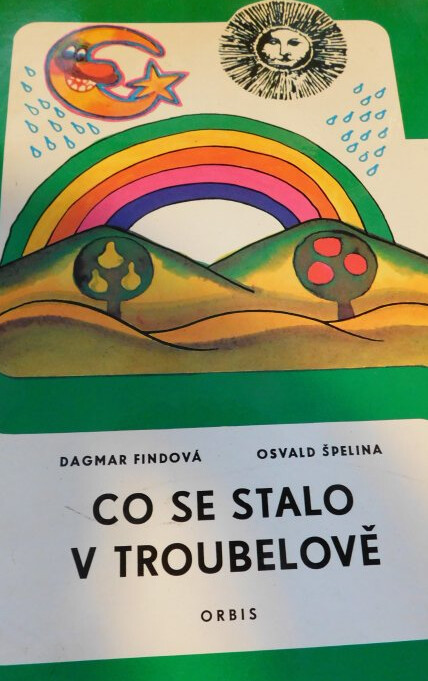 DAGMAR FINDOVÁ OSVALD ŠPELINA
CO SE STALO
V TROUBELOVĚ
ORBIS